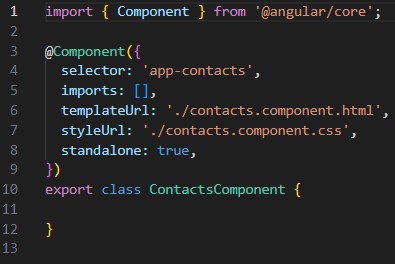 1 import { Component } from '@angular/core';
2
3 @Component({
4   selector: 'app-contacts',
5   imports: [],
6   templateUrl: './contacts.component.html',
7   styleUrl: './contacts.component.css',
8   standalone: true,
9 })
10 export class ContactsComponent {
11
12 }
13